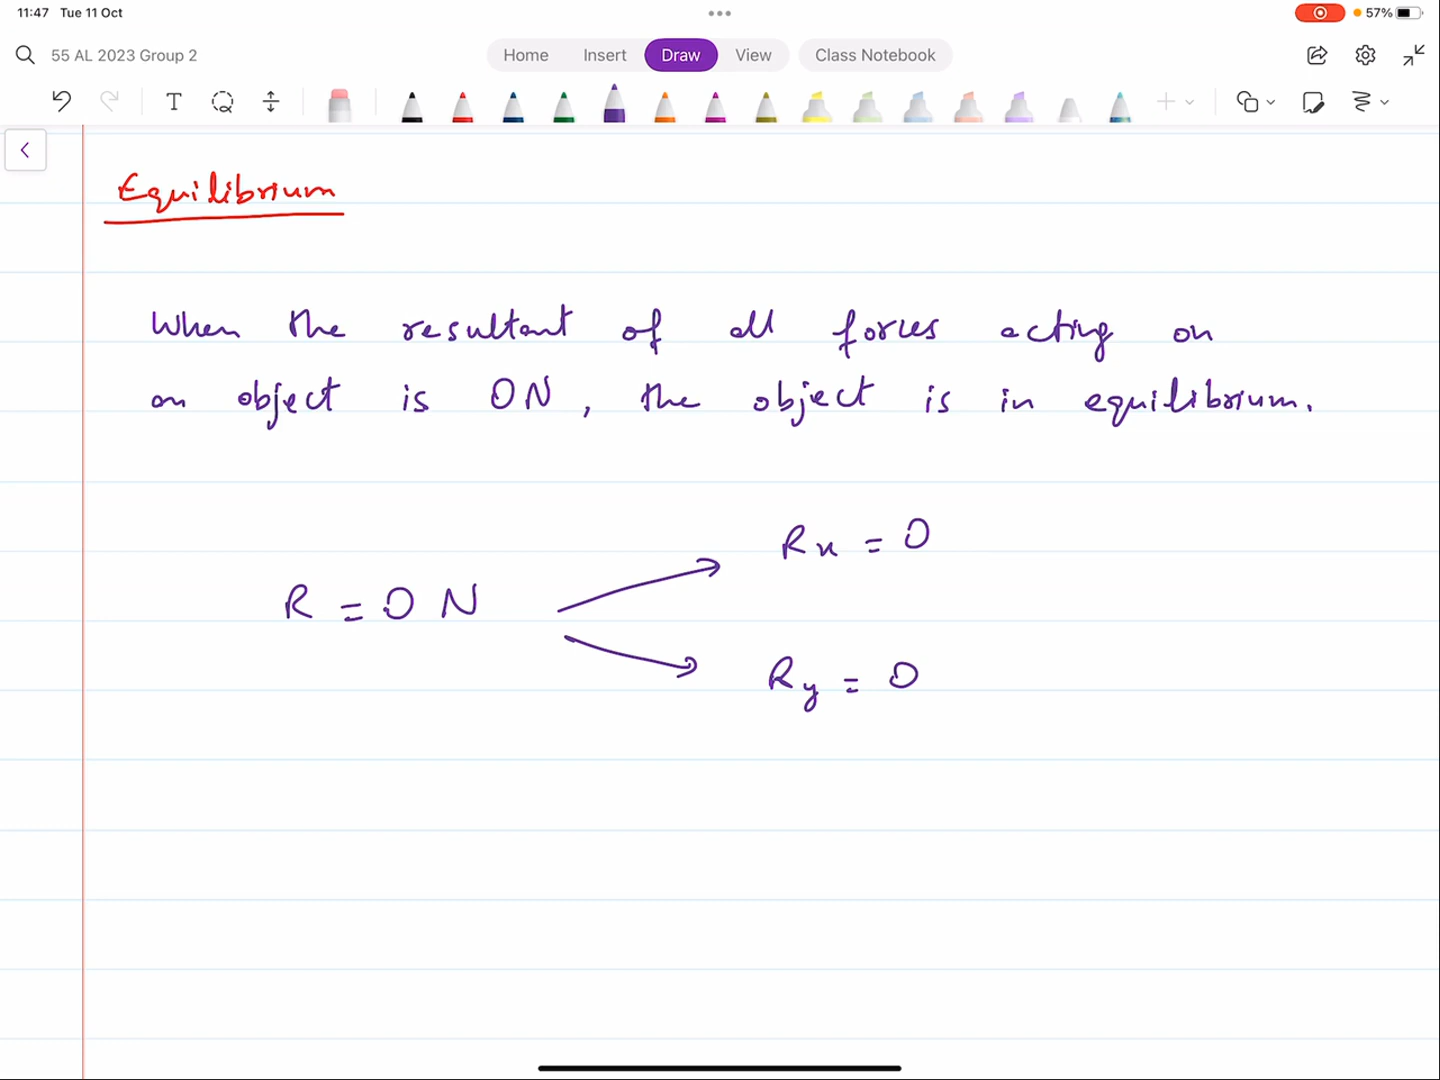 11:47 Tue 11 Oct
57%
55 AL 2023 Group 2
Home Insert Draw View Class Notebook
T
Equilibrium
When the resultant of all forces acting on
an object is 0N, the object is in equilibrium.
Rx = 0
R = 0 N
Ry = 0